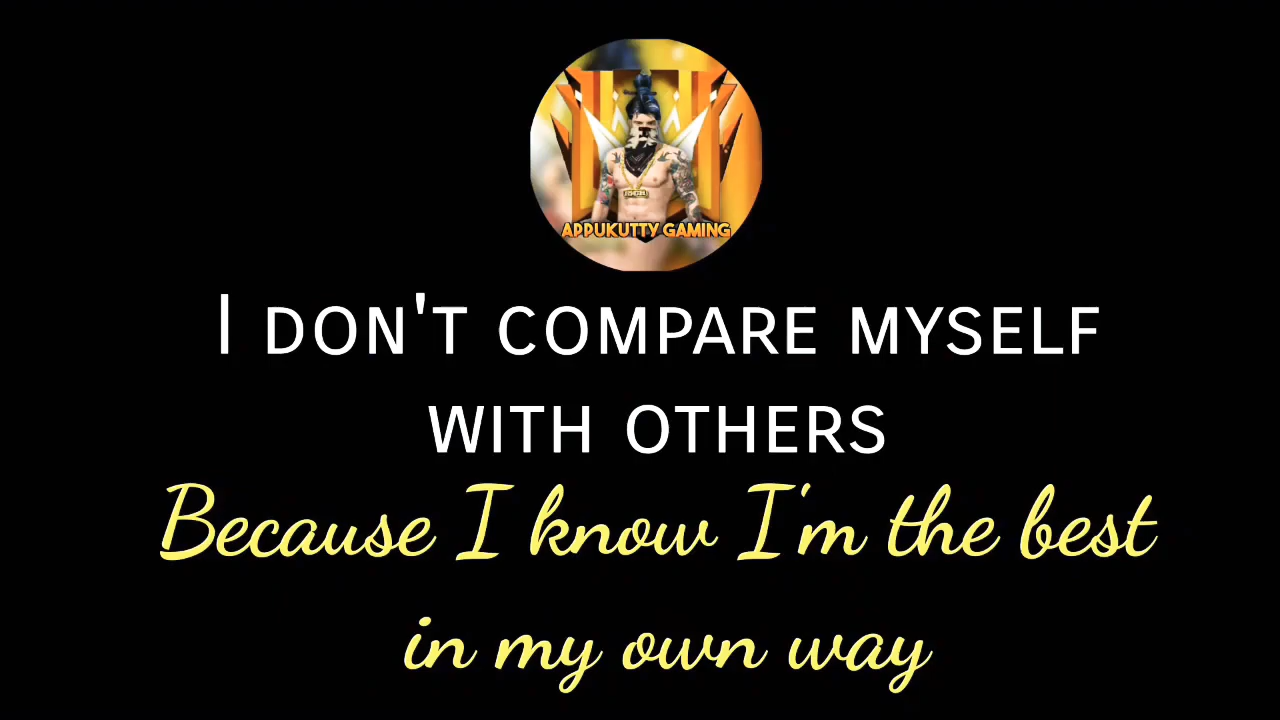 APPUKUTTY GAMING
I DON'T COMPARE MYSELF
WITH OTHERS
Because I know I'm the best
in my own way